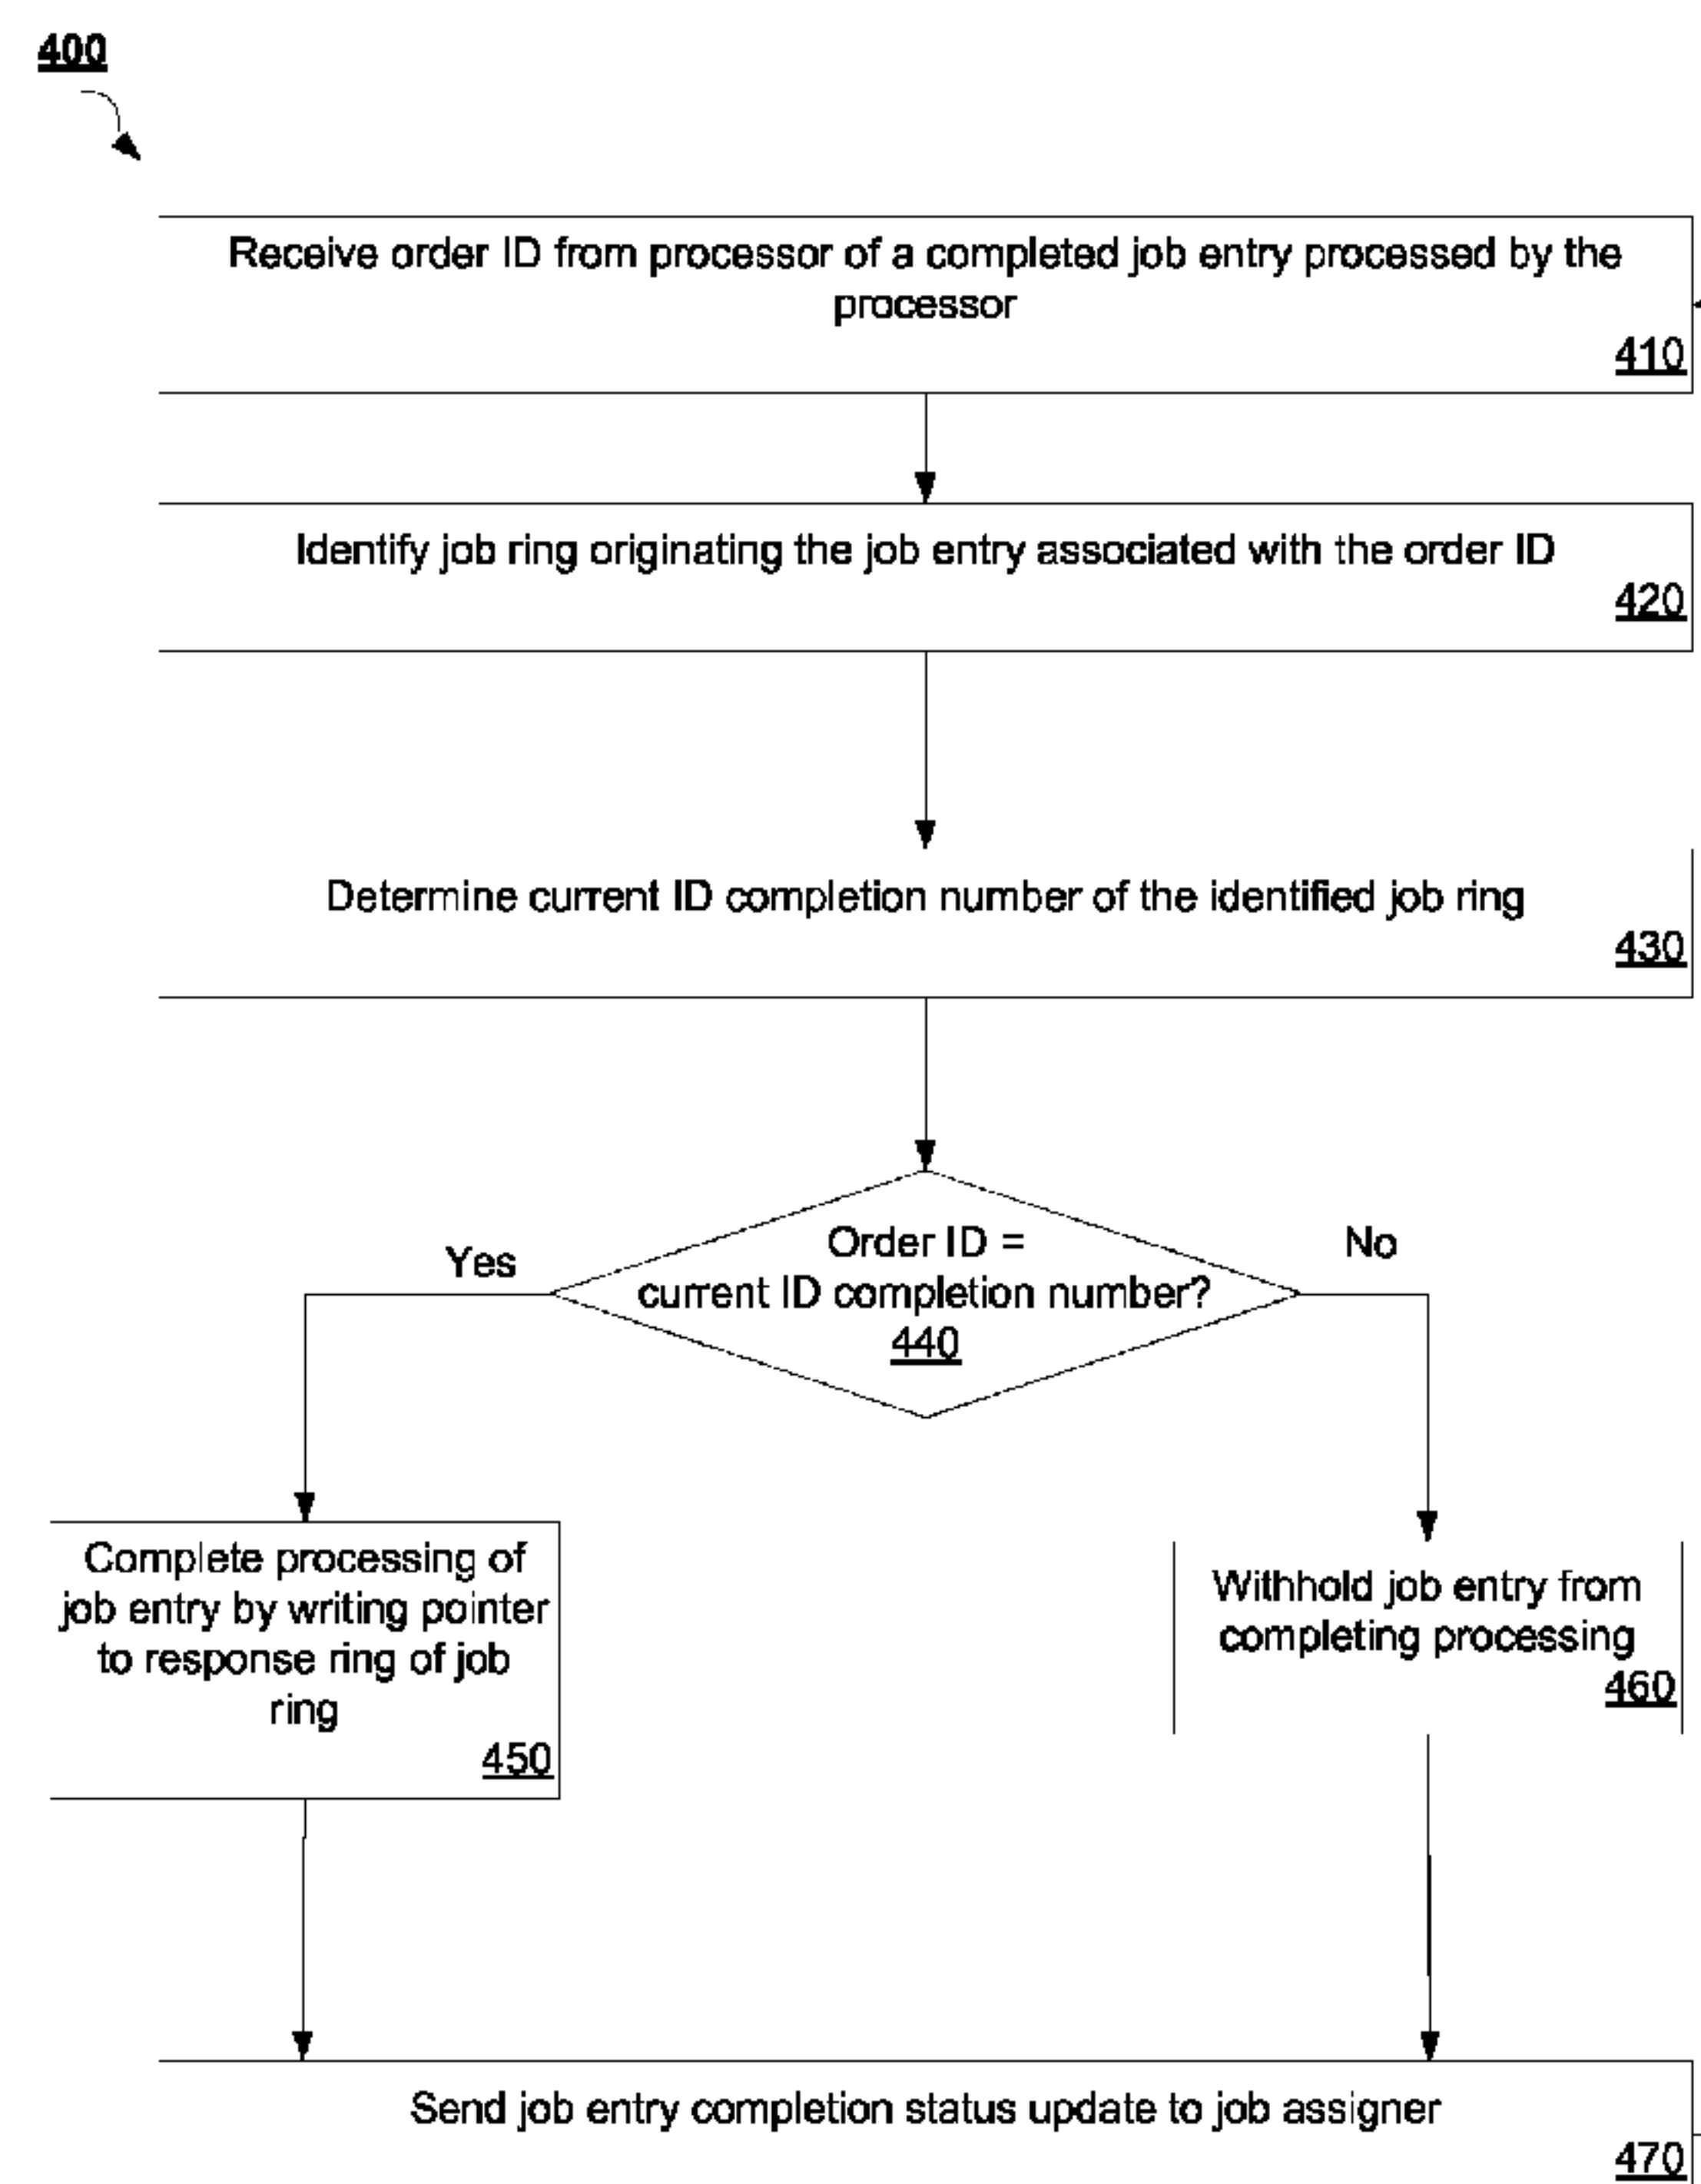 400
Receive order ID from processor of a completed job entry processed by the
processor
410
Identify job ring originating the job entry associated with the order ID
420
Determine current ID completion number of the identified job ring
430
Order ID =
current ID completion number?
440
Yes
No
Complete processing of
job entry by writing pointer
to response ring of job
ring
450
Withhold job entry from
completing processing
460
Send job entry completion status update to job assigner
470